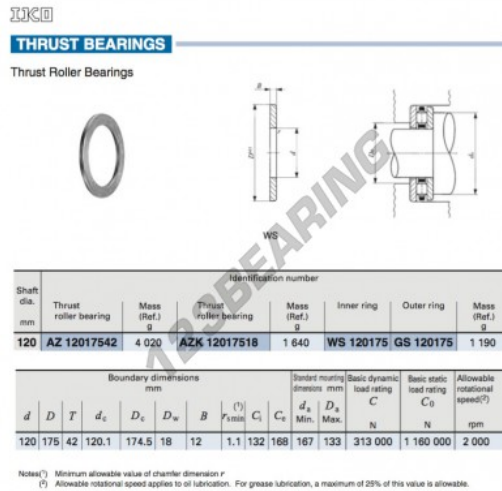 IKO
THRUST BEARINGS
Thrust Roller Bearings
WS
123BEARING
Identification number
Shaft dia. mm
Thrust roller bearing
Mass (Ref.) g
Thrust roller bearing
Mass (Ref.) g
Inner ring
Outer ring
Mass (Ref.) g
120 AZ 12017542 4 020 AZK 12017518 1 640 WS 120175 GS 120175 1 190
Boundary dimensions mm
Standard mounting dimensions mm
Basic dynamic load rating C N
Basic static load rating C0 N
Allowable rotational speed(2) rpm
d D T dc Dc Dw B rs min(1) Ci Ce da Min. Da Max.
120 175 42 120.1 174.5 18 12 1.1 132 168 167 133 313 000 1 160 000 2 000
Notes(1) Minimum allowable value of chamfer dimension r
(2) Allowable rotational speed applies to oil lubrication. For grease lubrication, a maximum of 25% of this value is allowable.